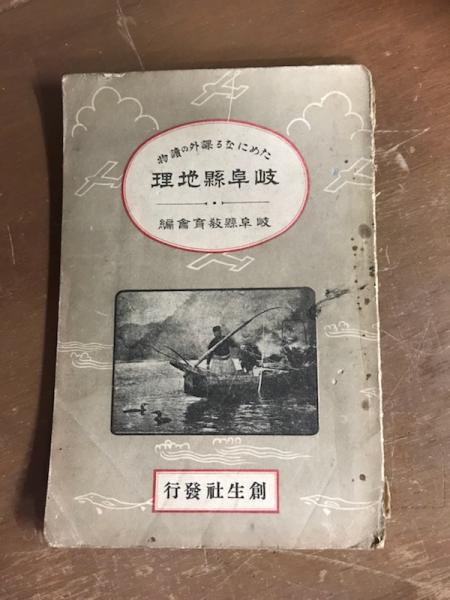 ためになる課外の讀物
岐阜縣地理
岐阜縣敎育會編
創生社發行